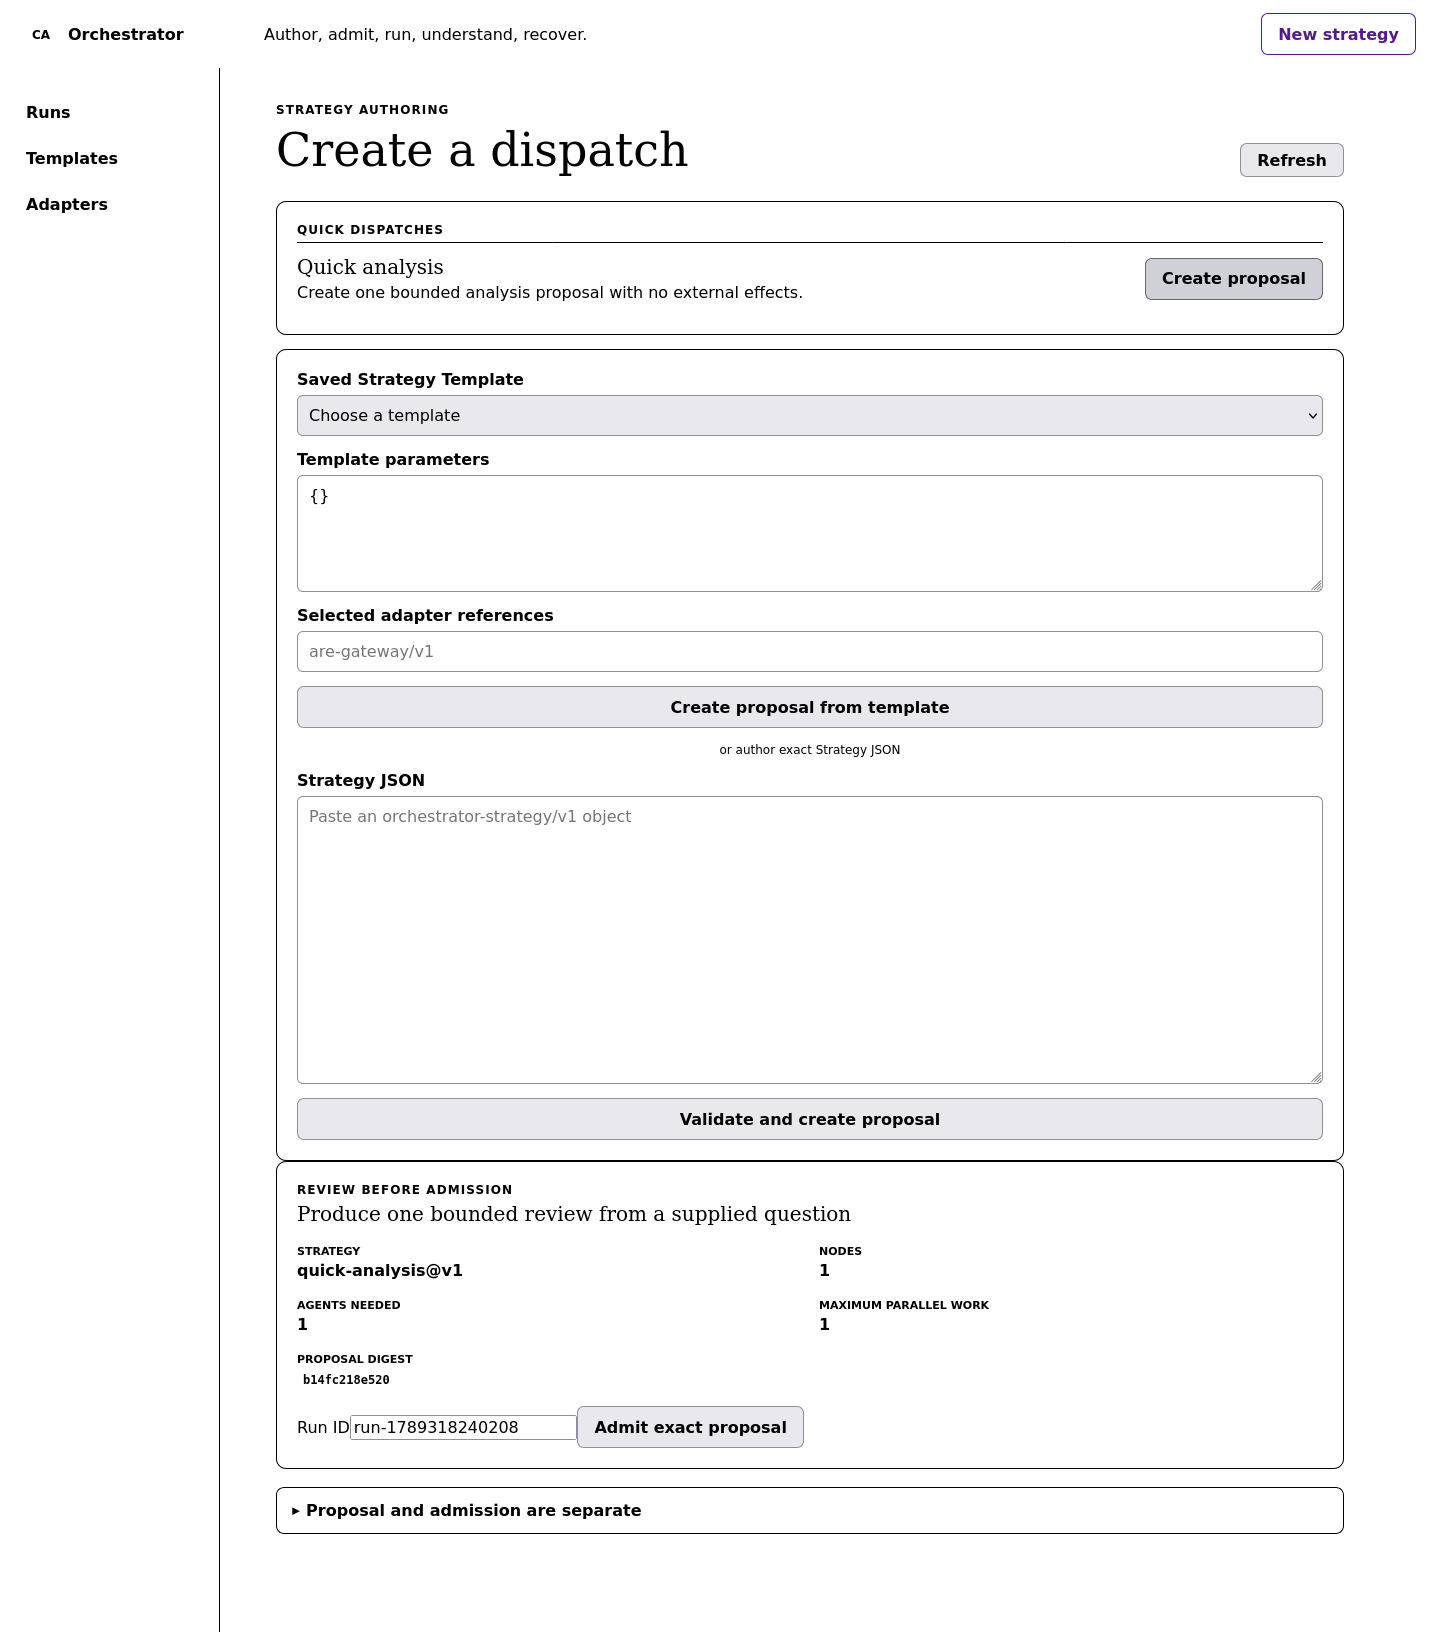 CA Orchestrator
Author, admit, run, understand, recover.
New strategy
Runs
Templates
Adapters
STRATEGY AUTHORING
Create a dispatch
Refresh
QUICK DISPATCHES
Quick analysis
Create one bounded analysis proposal with no external effects.
Create proposal
Saved Strategy Template
Choose a template
Template parameters
{}
Selected adapter references
are-gateway/v1
Create proposal from template
or author exact Strategy JSON
Strategy JSON
Paste an orchestrator-strategy/v1 object
Validate and create proposal
REVIEW BEFORE ADMISSION
Produce one bounded review from a supplied question
STRATEGY
quick-analysis@v1
NODES
1
AGENTS NEEDED
1
MAXIMUM PARALLEL WORK
1
PROPOSAL DIGEST
b14fc218e520
Run ID run-1789318240208 Admit exact proposal
Proposal and admission are separate